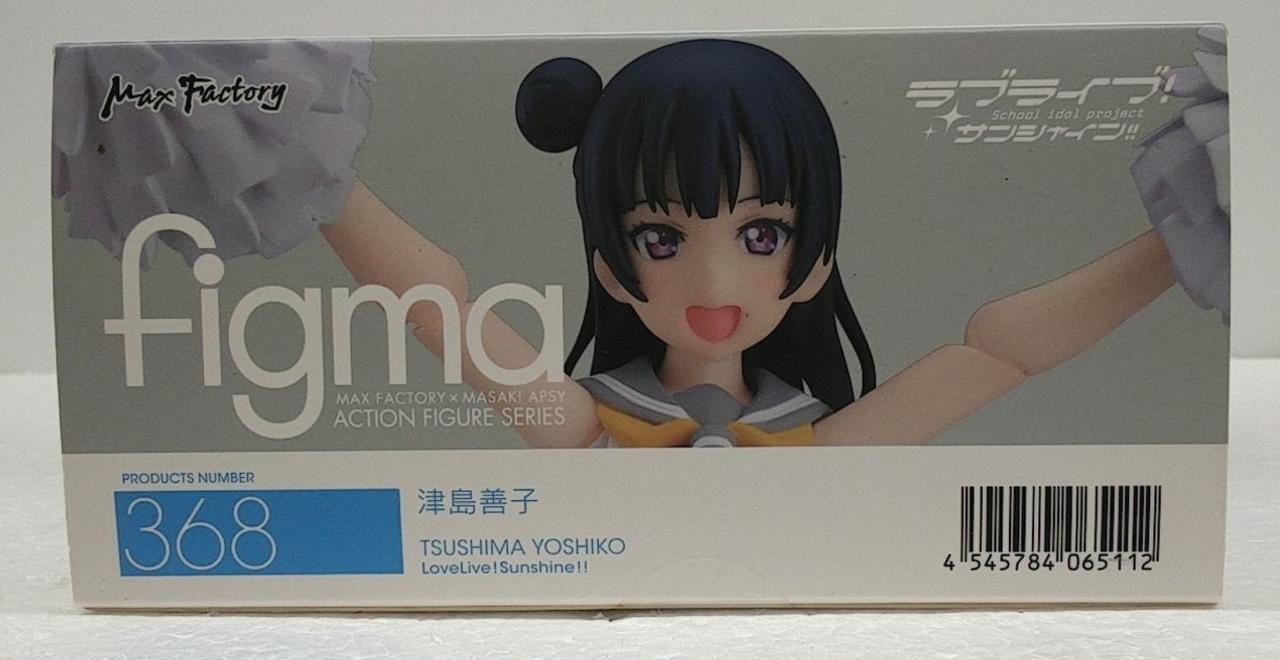 Max Factory
ラブライブ!
School idol project
サンシャイン!!
figma
MAX FACTORY × MASAKI APSY
ACTION FIGURE SERIES
PRODUCTS NUMBER
368
津島善子
TSUSHIMA YOSHIKO
LoveLive!Sunshine!!
4 545784 065112